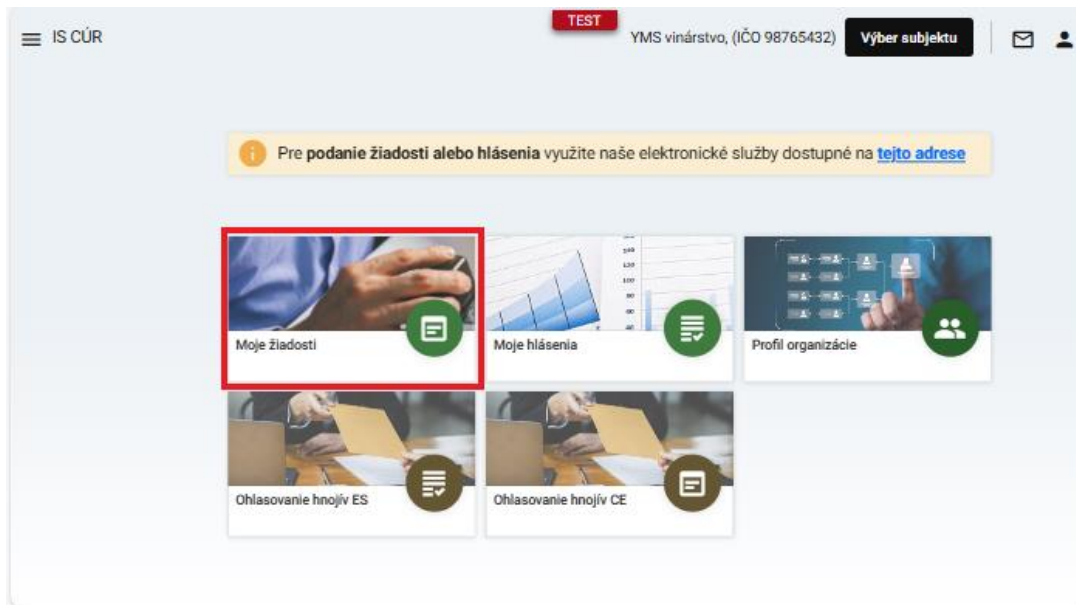 TEST
IS CÚR
YMS vinárstvo, (IČO 98765432)
Výber subjektu
Pre podanie žiadosti alebo hlásenia využite naše elektronické služby dostupné na tejto adrese
Moje žiadosti
Moje hlásenia
Profil organizácie
Ohlasovanie hnojív ES
Ohlasovanie hnojív CE